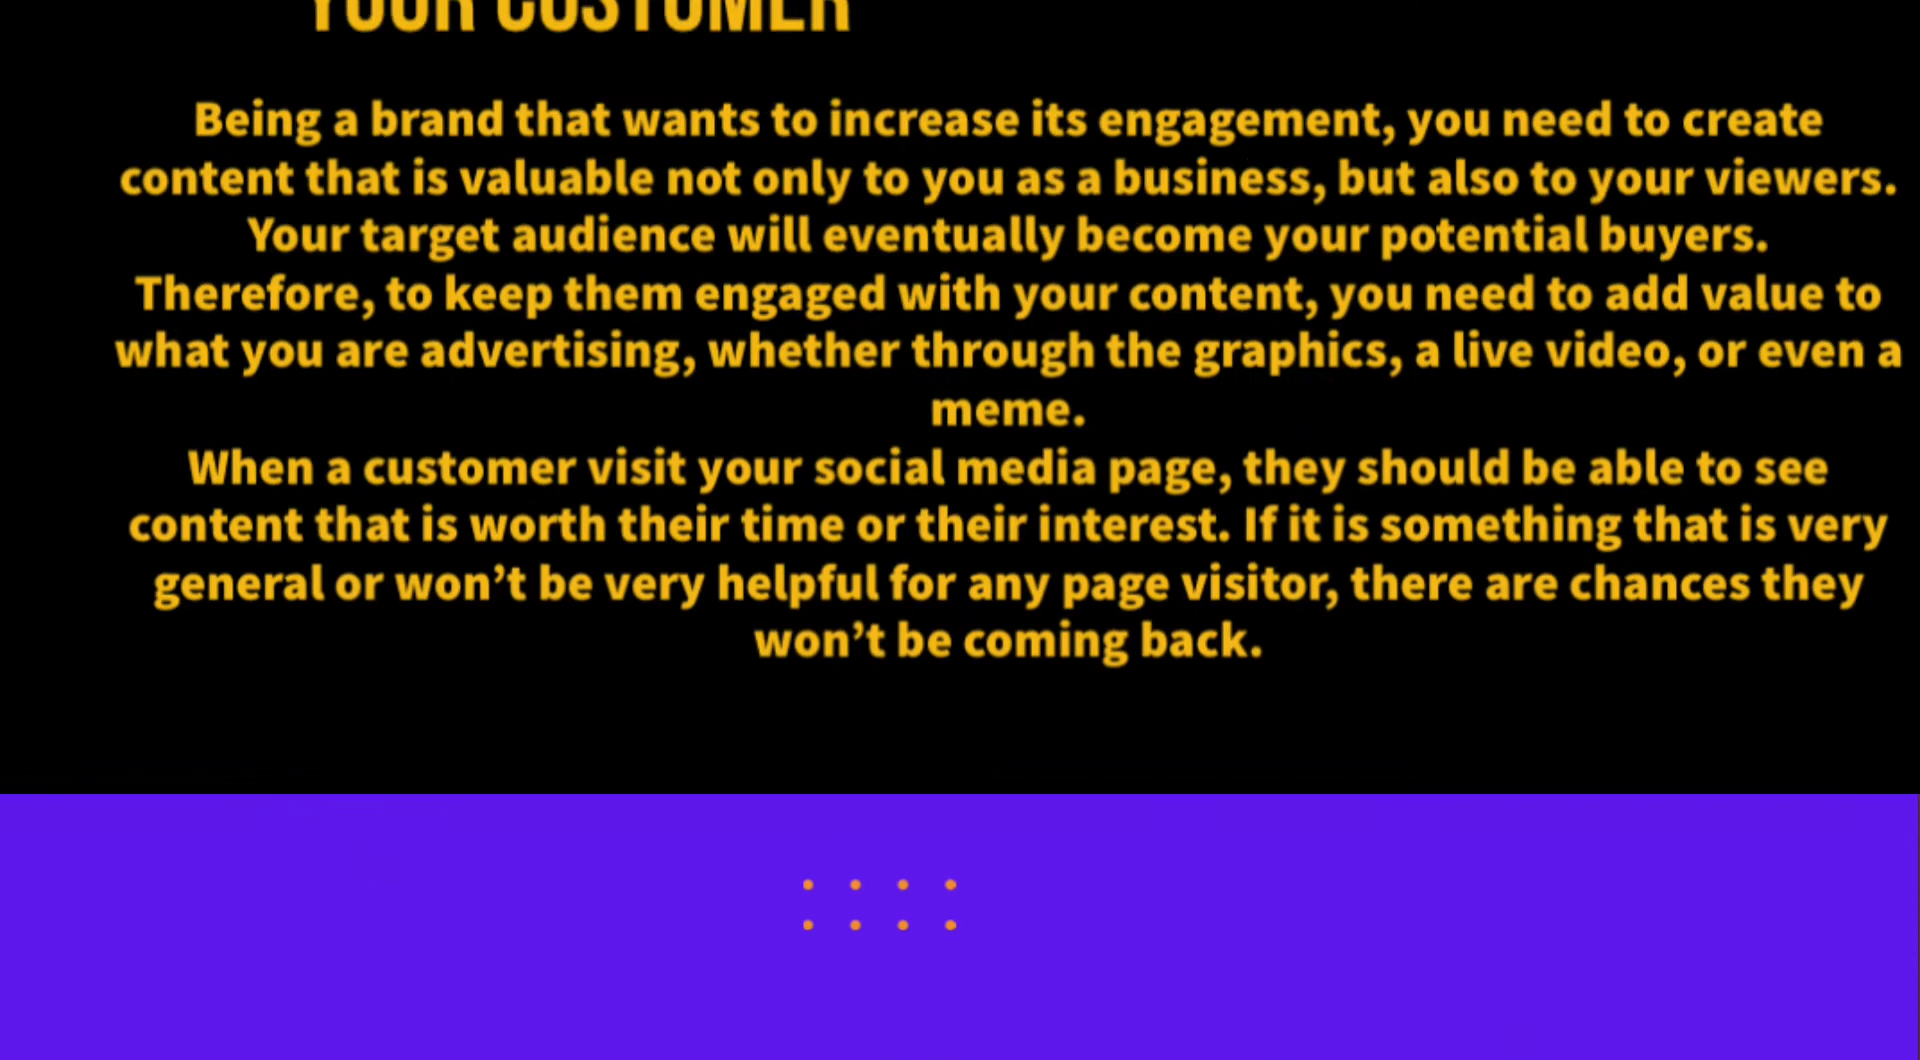 YOUR CUSTOMER
Being a brand that wants to increase its engagement, you need to create
content that is valuable not only to you as a business, but also to your viewers.
Your target audience will eventually become your potential buyers.
Therefore, to keep them engaged with your content, you need to add value to
what you are advertising, whether through the graphics, a live video, or even a
meme.
When a customer visit your social media page, they should be able to see
content that is worth their time or their interest. If it is something that is very
general or won’t be very helpful for any page visitor, there are chances they
won’t be coming back.